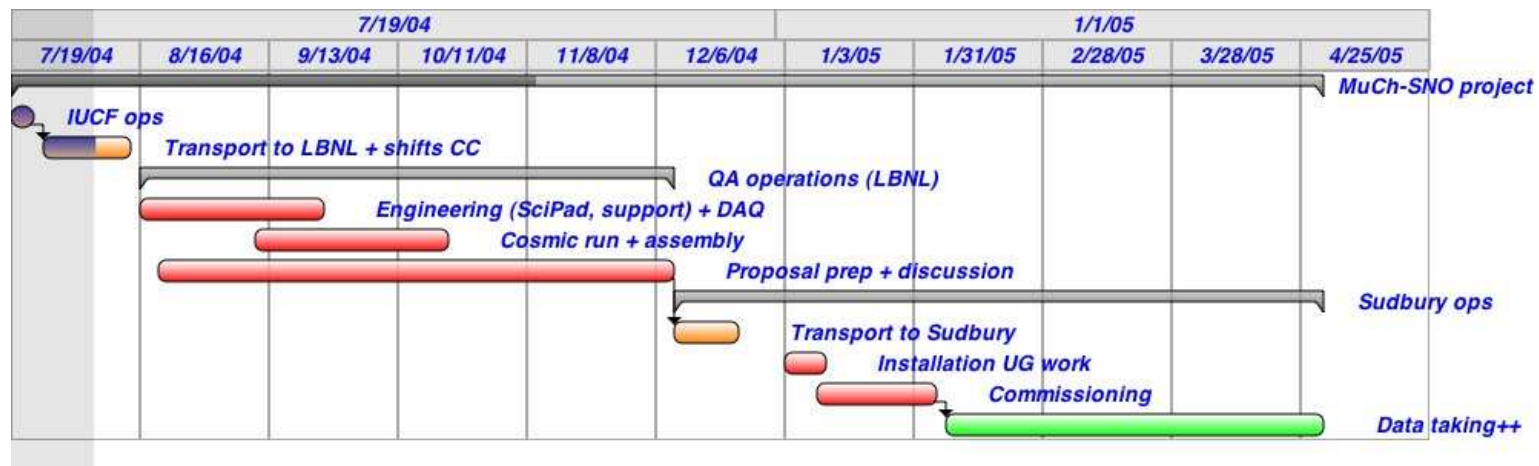 7/19/04 1/1/05
7/19/04 8/16/04 9/13/04 10/11/04 11/8/04 12/6/04 1/3/05 1/31/05 2/28/05 3/28/05 4/25/05
MuCh-SNO project
IUCF ops
Transport to LBNL + shifts CC
QA operations (LBNL)
Engineering (SciPad, support) + DAQ
Cosmic run + assembly
Proposal prep + discussion
Sudbury ops
Transport to Sudbury
Installation UG work
Commissioning
Data taking++